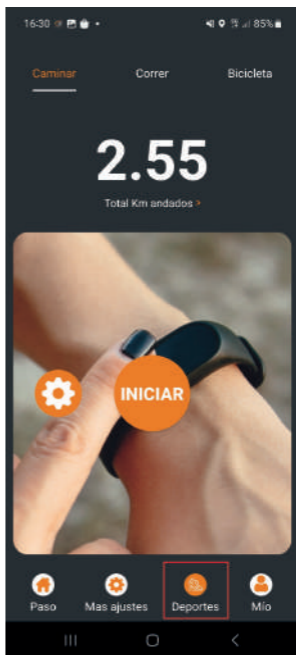 16:30
85%
Caminar Correr Bicicleta
2.55
Total Km andados >
INICIAR
Paso Mas ajustes Deportes Mío